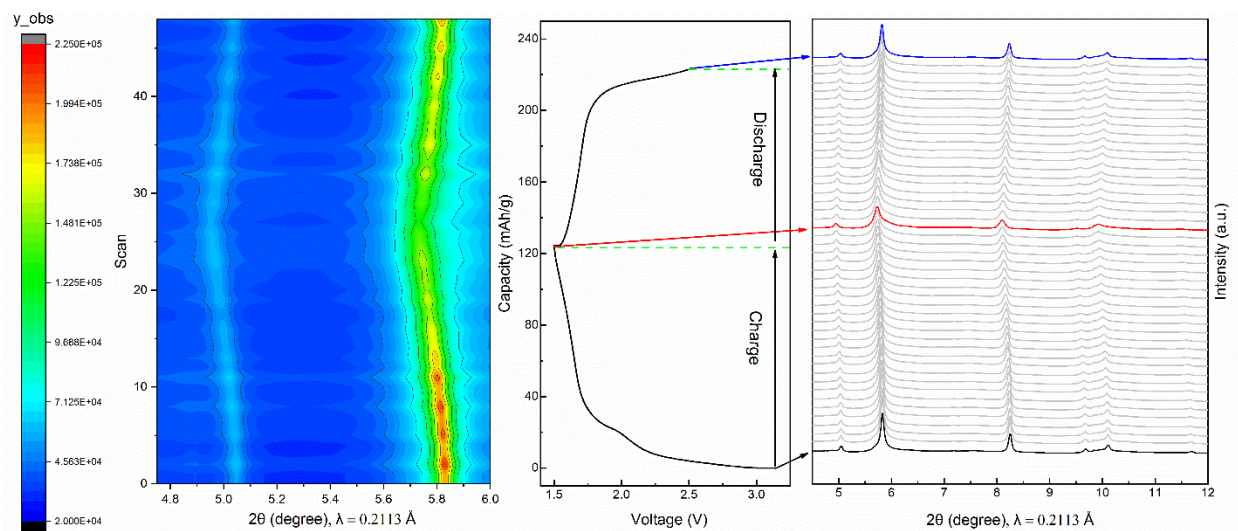 y_obs
2.250E+05
1.994E+05
1.738E+05
1.481E+05
1.225E+05
9.688E+04
7.125E+04
4.563E+04
2.000E+04
Scan
40
30
20
10
0
4.8
5.0
5.2
5.4
5.6
5.8
6.0
2θ (degree), λ = 0.2113 Å
Capacity (mAh/g)
240
200
160
120
80
40
0
Discharge
Charge
1.5
2.0
2.5
3.0
Voltage (V)
5
6
7
8
9
10
11
12
2θ (degree), λ = 0.2113 Å
Intensity (a.u.)